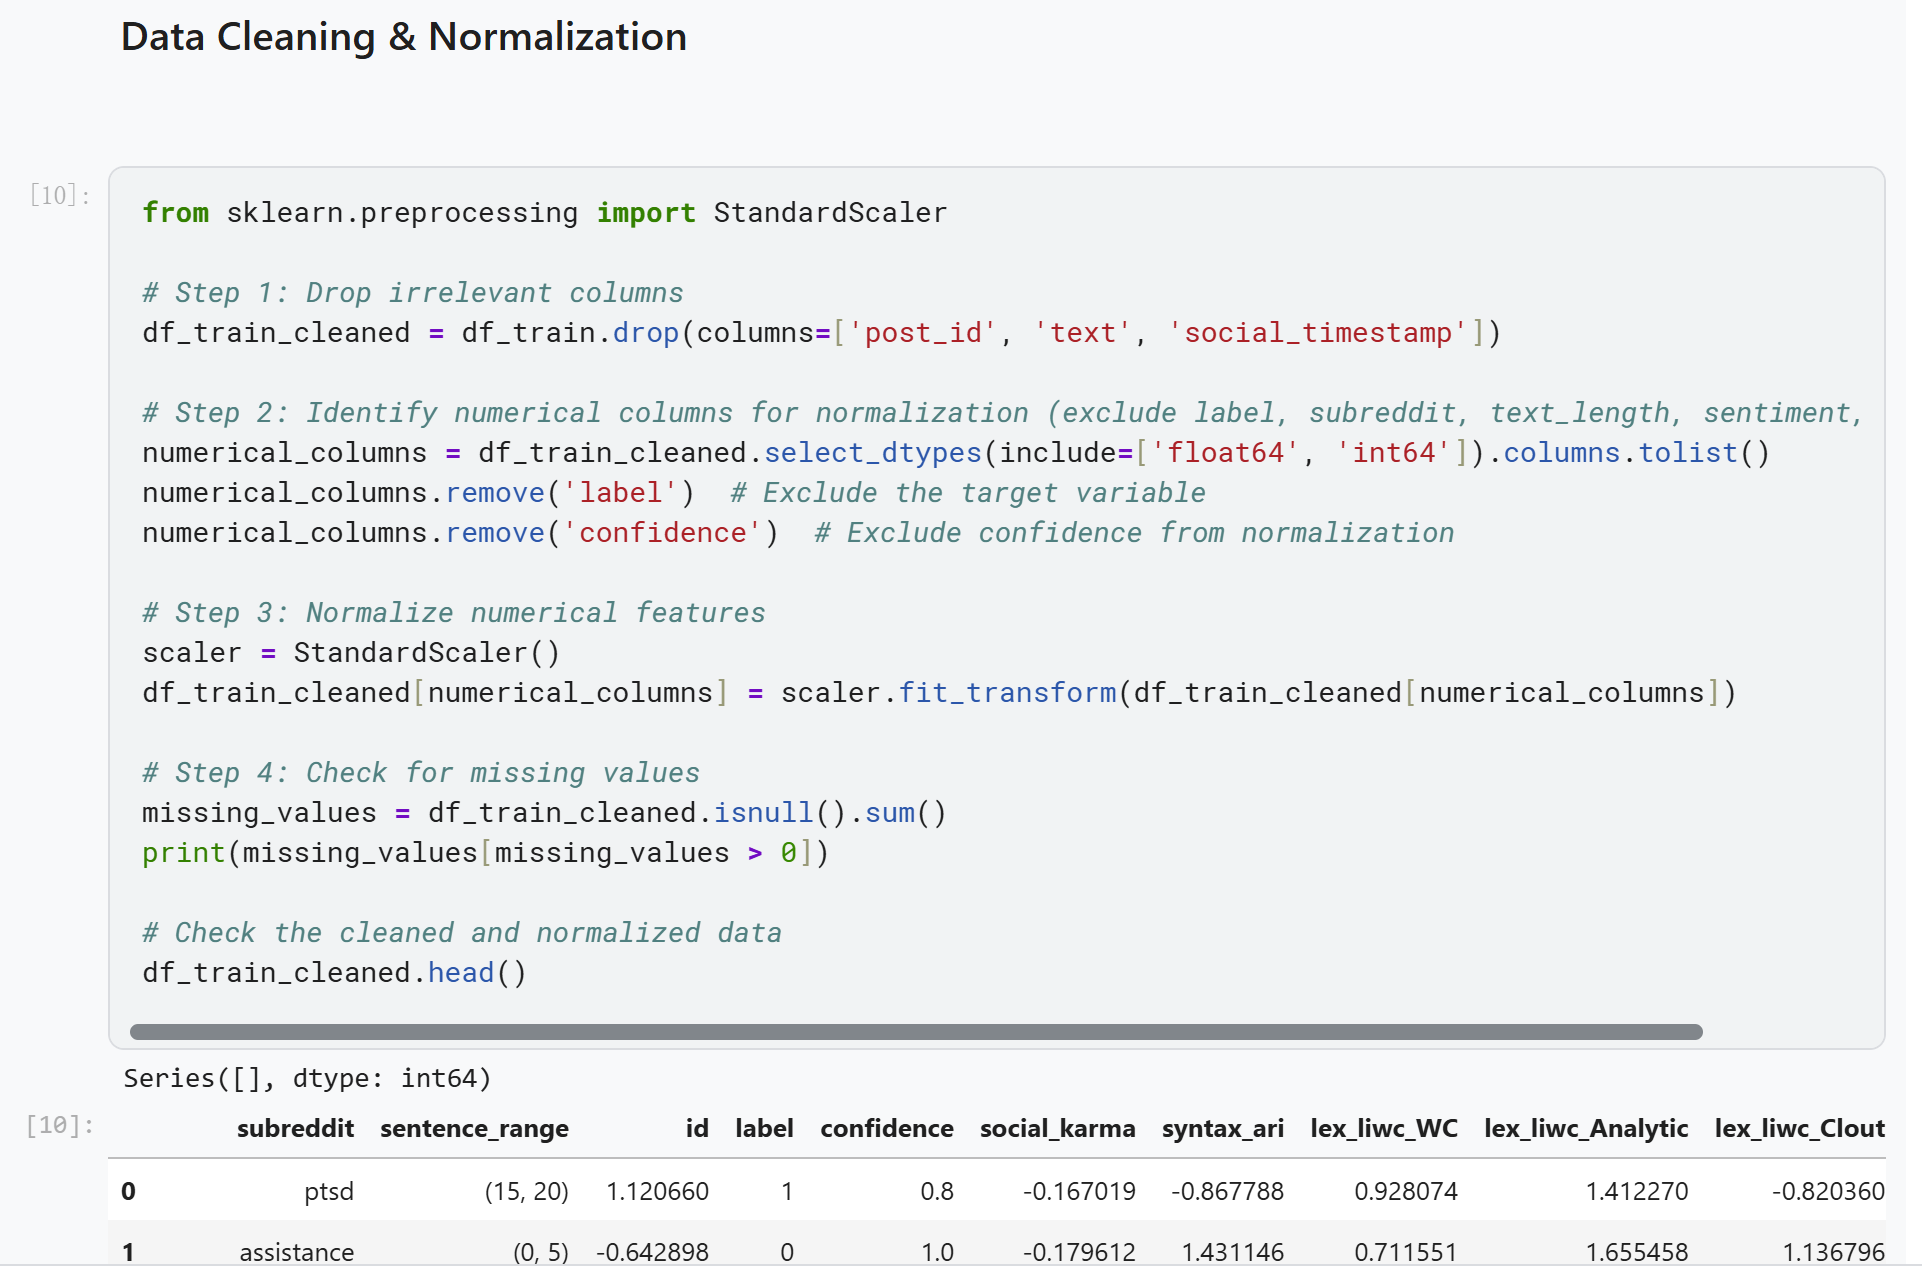 Data Cleaning & Normalization
[10]:
from sklearn.preprocessing import StandardScaler
# Step 1: Drop irrelevant columns
df_train_cleaned = df_train.drop(columns=['post_id', 'text', 'social_timestamp'])
# Step 2: Identify numerical columns for normalization (exclude label, subreddit, text_length, sentiment,
numerical_columns = df_train_cleaned.select_dtypes(include=['float64', 'int64']).columns.tolist()
numerical_columns.remove('label')  # Exclude the target variable
numerical_columns.remove('confidence')  # Exclude confidence from normalization
# Step 3: Normalize numerical features
scaler = StandardScaler()
df_train_cleaned[numerical_columns] = scaler.fit_transform(df_train_cleaned[numerical_columns])
# Step 4: Check for missing values
missing_values = df_train_cleaned.isnull().sum()
print(missing_values[missing_values > 0])
# Check the cleaned and normalized data
df_train_cleaned.head()
Series([], dtype: int64)
[10]:
subreddit sentence_range id label confidence social_karma syntax_ari lex_liwc_WC lex_liwc_Analytic lex_liwc_Clout
0 ptsd (15, 20) 1.120660 1 0.8 -0.167019 -0.867788 0.928074 1.412270 -0.820360
1 assistance (0, 5) -0.642898 0 1.0 -0.179612 1.431146 0.711551 1.655458 1.136796